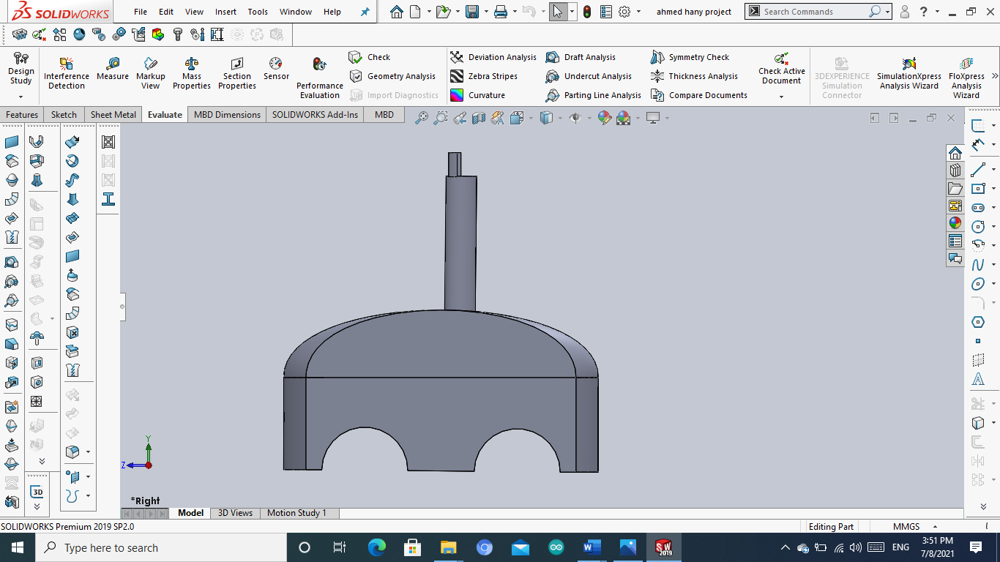 SOLIDWORKS File Edit View Insert Tools Window Help ahmed hany project Search Commands ?
Design Study
Interference Detection
Measure
Markup View
Mass Properties
Section Properties
Sensor
Performance Evaluation
Check
Geometry Analysis
Import Diagnostics
Deviation Analysis
Zebra Stripes
Curvature
Draft Analysis
Undercut Analysis
Parting Line Analysis
Symmetry Check
Thickness Analysis
Compare Documents
Check Active Document
3DEXPERIENCE Simulation Connector
SimulationXpress Analysis Wizard
FloXpress Analysis Wizard
Features Sketch Sheet Metal Evaluate MBD Dimensions SOLIDWORKS Add-Ins MBD
Y
Z
3D
*Right
Model 3D Views Motion Study 1
SOLIDWORKS Premium 2019 SP2.0 Editing Part MMGS
Type here to search ENG 3:51 PM
7/8/2021
SW 2019